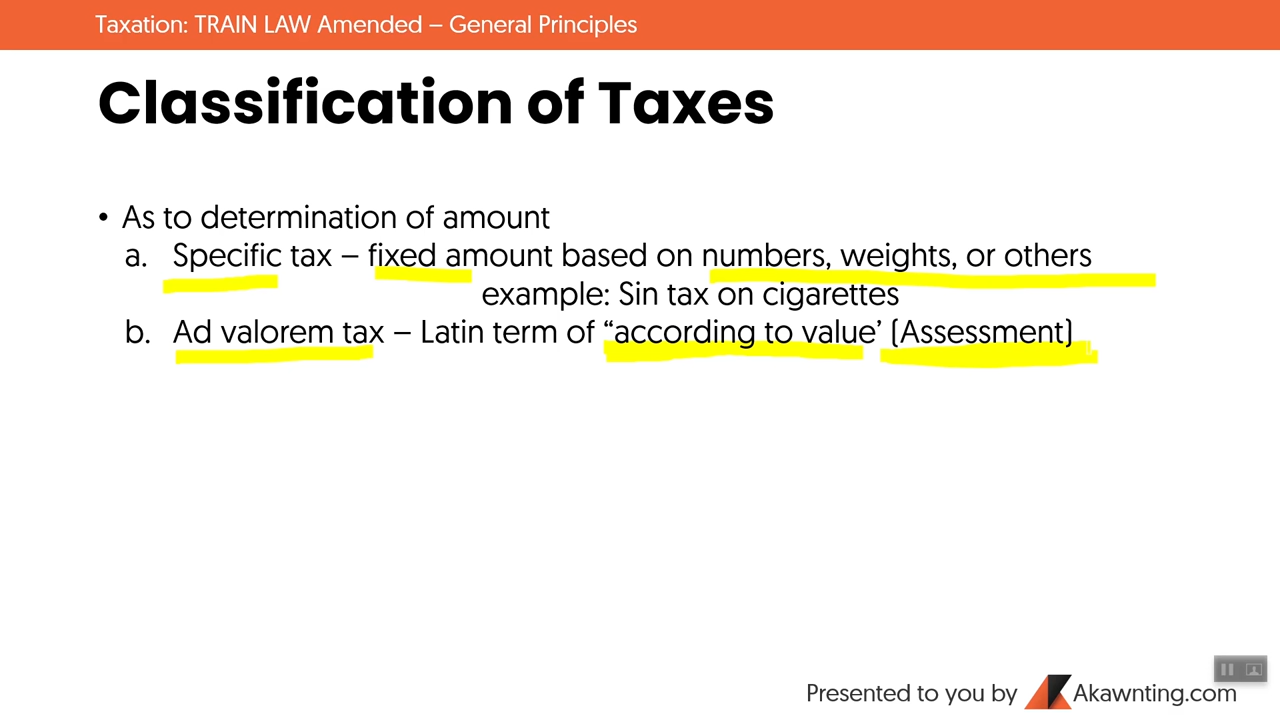 Taxation: TRAIN LAW Amended – General Principles
Classification of Taxes
• As to determination of amount
a. Specific tax – fixed amount based on numbers, weights, or others
example: Sin tax on cigarettes
b. Ad valorem tax – Latin term of “according to value’ (Assessment)
Presented to you by Akawnting.com